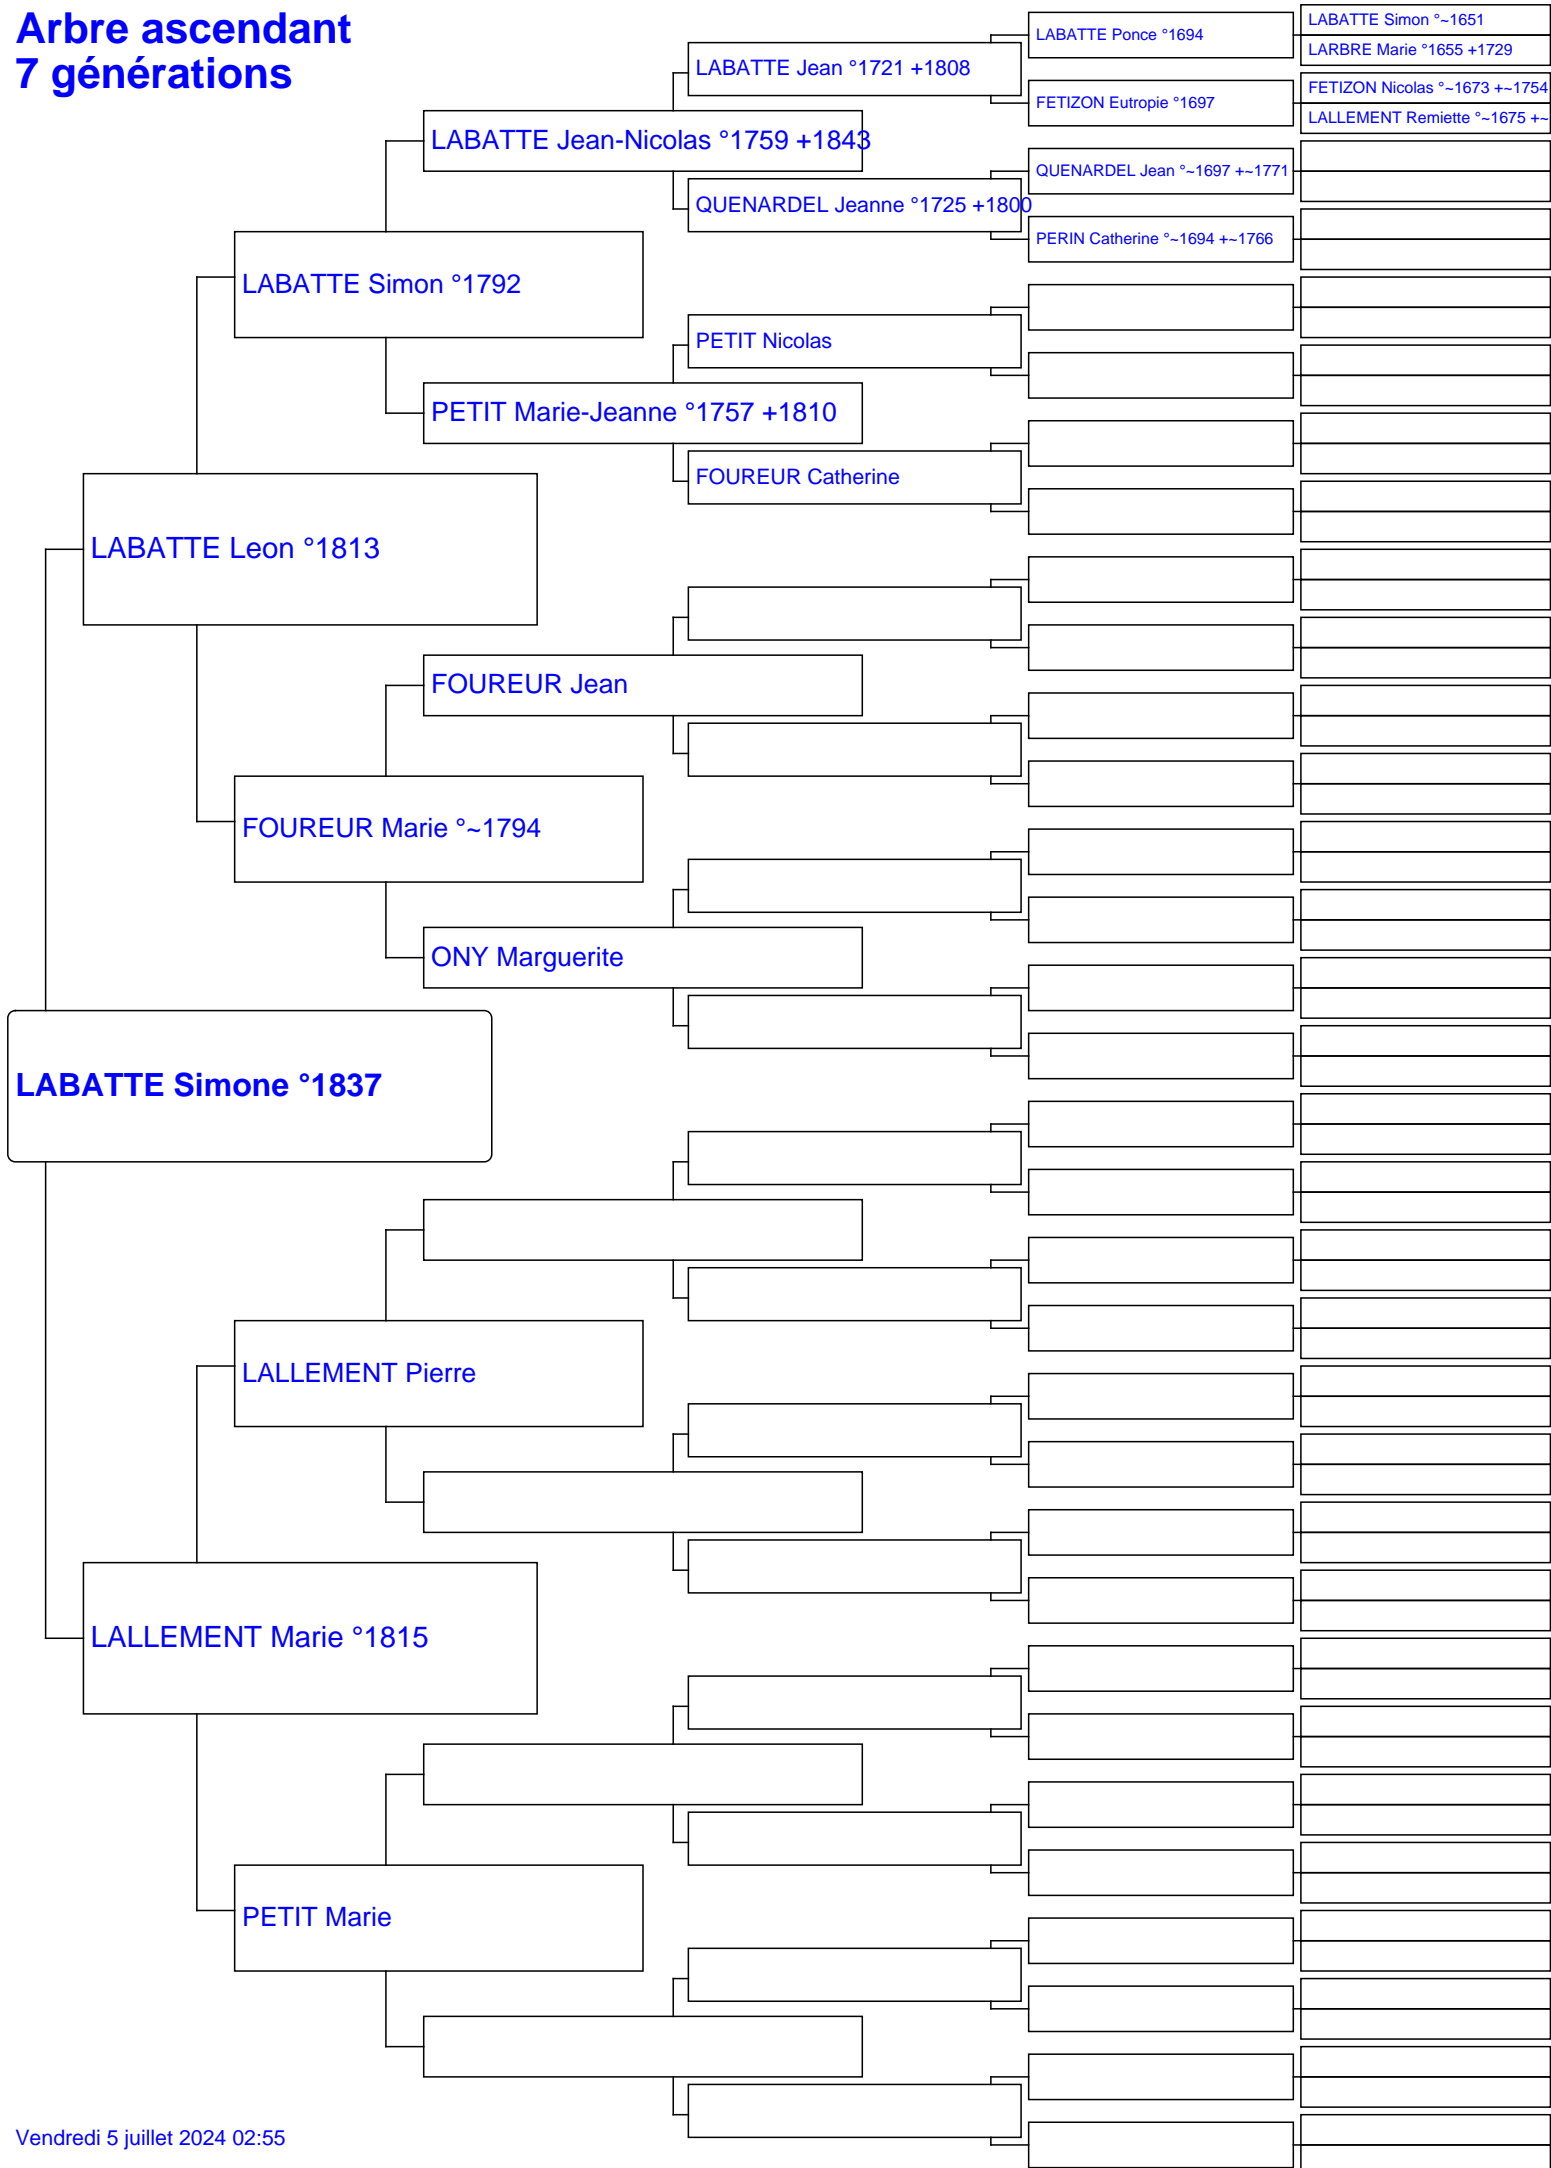 Arbre ascendant
7 générations
LABATTE Simone °1837
LABATTE Leon °1813
LALLEMENT Marie °1815
LABATTE Simon °1792
FOUREUR Marie °~1794
LALLEMENT Pierre
PETIT Marie
LABATTE Jean-Nicolas °1759 +1843
PETIT Marie-Jeanne °1757 +1810
FOUREUR Jean
ONY Marguerite
LABATTE Jean °1721 +1808
QUENARDEL Jeanne °1725 +1800
PETIT Nicolas
FOUREUR Catherine
LABATTE Ponce °1694
FETIZON Eutropie °1697
QUENARDEL Jean °~1697 +~1771
PERIN Catherine °~1694 +~1766
LABATTE Simon °~1651
LARBRE Marie °1655 +1729
FETIZON Nicolas °~1673 +~1754
LALLEMENT Remiette °~1675 +~
Vendredi 5 juillet 2024 02:55